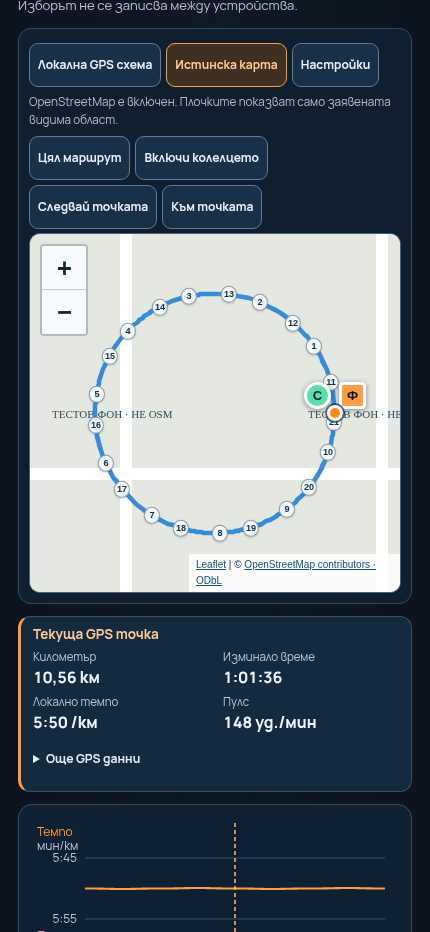 Изборът не се записва между устройства.
Локална GPS схема
Истинска карта
Настройки
OpenStreetMap е включен. Плочките показват само заявената
видима област.
Цял маршрут
Включи колелцето
Следвай точката
Към точката
+
−
3
13
2
14
12
4
1
15
11
5
С
Ф
ТЕСТОВ ФОН · НЕ OSM
16
21
6
10
17
20
7
9
18
8
19
Leaflet | © OpenStreetMap contributors ·
ODbL
Текуща GPS точка
Километър
Изминало време
10,56 км
1:01:36
Локално темпо
Пулс
5:50 /км
148 уд./мин
Още GPS данни
Темпо
мин/км
5:45
5:55